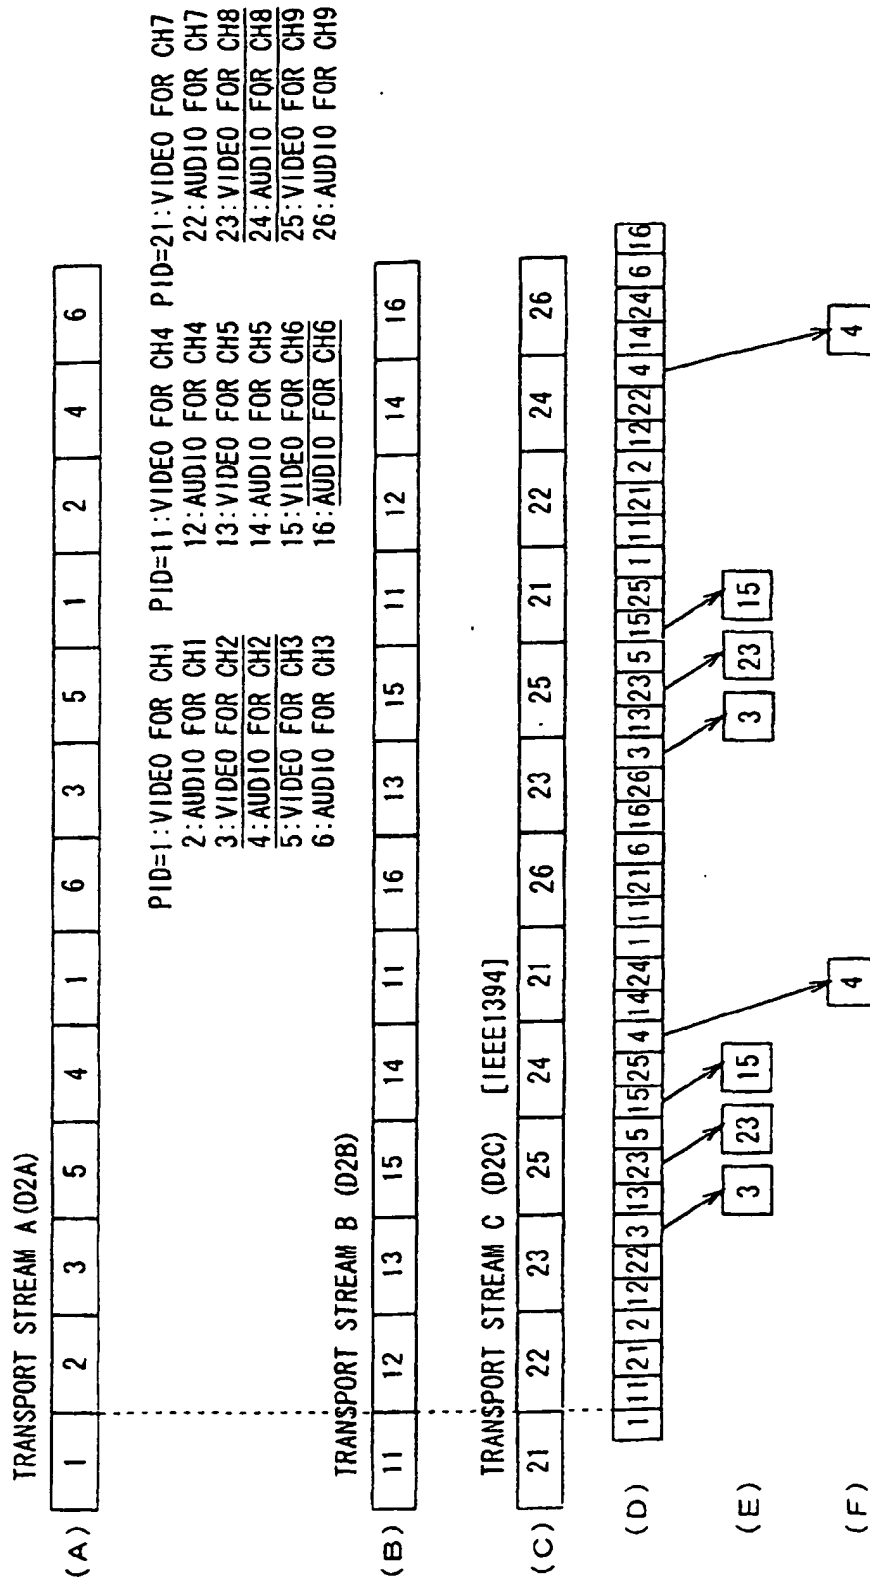 TRANSPORT STREAM A (D2A)
(A) 1 2 3 5 4 1 6 3 5 1 2 4 6
PID=1:VIDEO FOR CH1 PID=11:VIDEO FOR CH4 PID=21:VIDEO FOR CH7
2:AUDIO FOR CH1 12:AUDIO FOR CH4 22:AUDIO FOR CH7
3:VIDEO FOR CH2 13:VIDEO FOR CH5 23:VIDEO FOR CH8
4:AUDIO FOR CH2 14:AUDIO FOR CH5 24:AUDIO FOR CH8
5:VIDEO FOR CH3 15:VIDEO FOR CH6 25:VIDEO FOR CH9
6:AUDIO FOR CH3 16:AUDIO FOR CH6 26:AUDIO FOR CH9
TRANSPORT STREAM B (D2B)
(B) 11 12 13 15 14 11 16 13 15 11 12 14 16
TRANSPORT STREAM C (D2C) [IEEE1394]
(C) 21 22 23 25 24 21 26 23 25 21 22 24 26
(D) 1 11 21 2 12 22 3 13 23 5 15 25 4 14 24 1 11 21 6 16 26 3 13 23 5 15 25 1 11 21 2 12 22 4 14 24 6 16
(E) 3 23 15 3 23 15
(F) 4 4